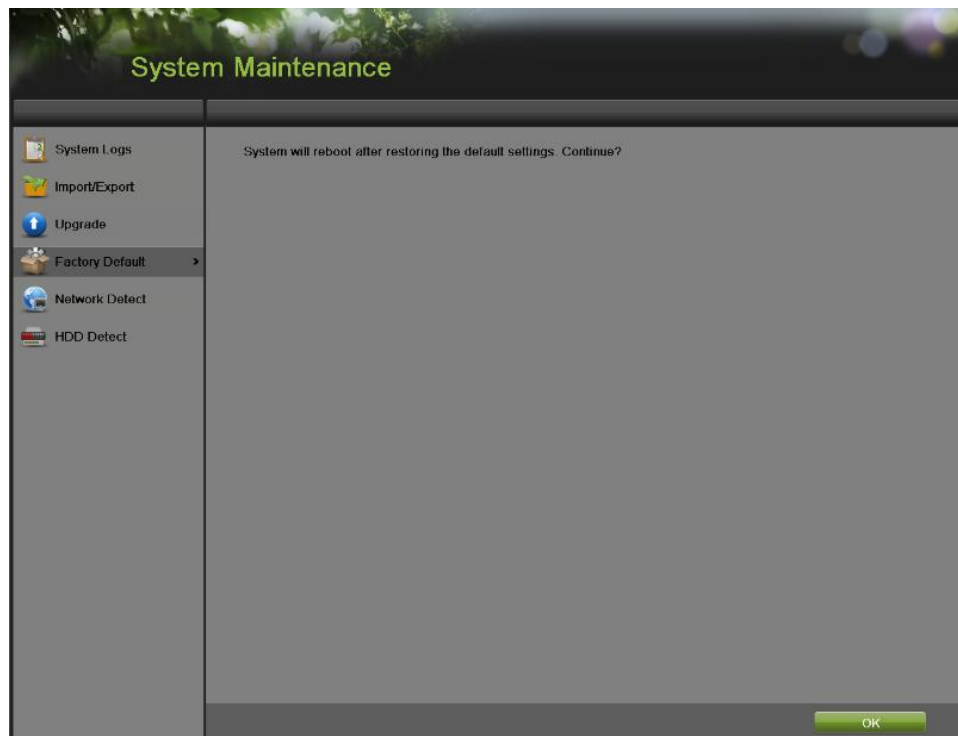 System Maintenance
System Logs
System will reboot after restoring the default settings. Continue?
Import/Export
Upgrade
Factory Default
Network Detect
HDD Detect
OK